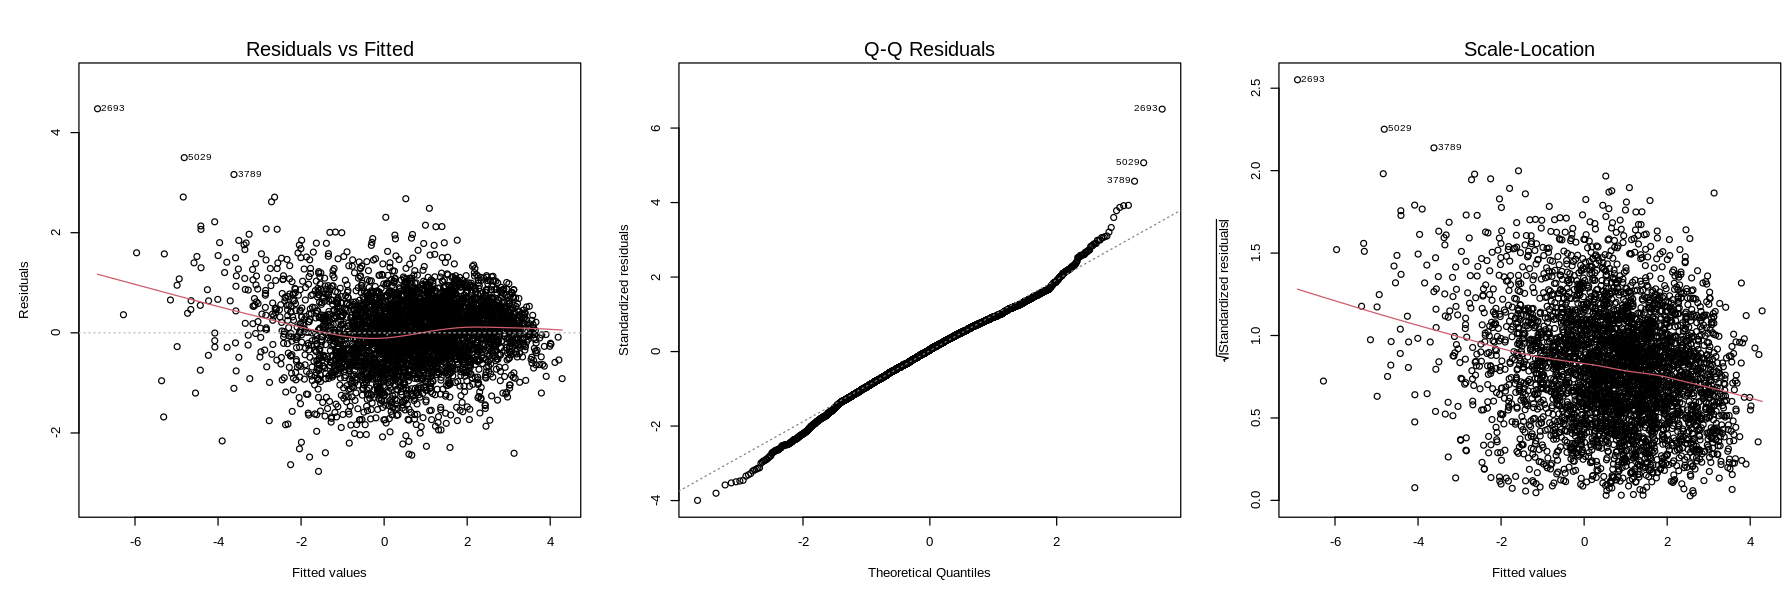 Residuals vs Fitted
Residuals
4
2
0
-2
2693
5029
3789
-6 -4 -2 0 2 4
Fitted values
Q-Q Residuals
Standardized residuals
6
4
2
0
-2
-4
2693
5029
3789
-2 0 2
Theoretical Quantiles
Scale-Location
√|Standardized residuals|
2.5
2.0
1.5
1.0
0.5
0.0
2693
5029
3789
-6 -4 -2 0 2 4
Fitted values